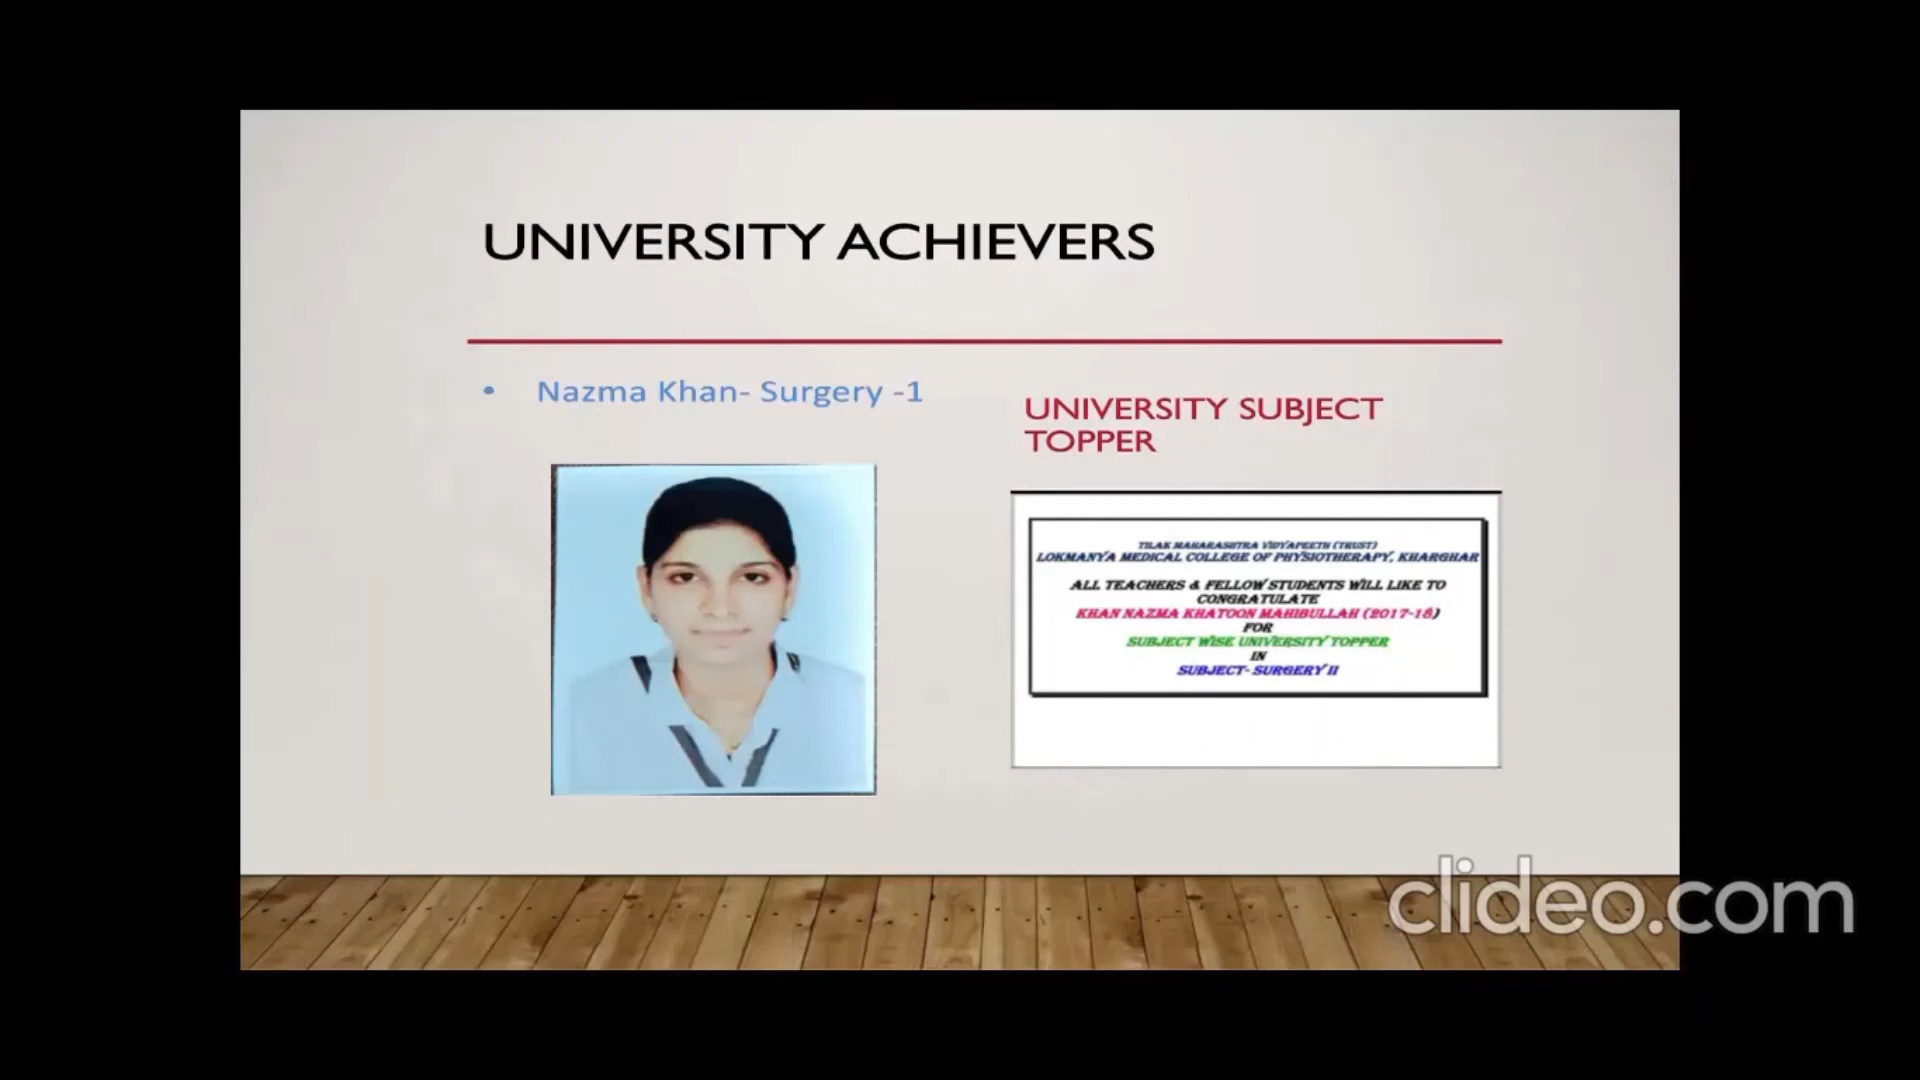 UNIVERSITY ACHIEVERS
• Nazma Khan- Surgery -1
UNIVERSITY SUBJECT
TOPPER
TILAK MAHARASHTRA VIDYAPEETH (TRUST)
LOKMANYA MEDICAL COLLEGE OF PHYSIOTHERAPY, KHARGHAR
ALL TEACHERS & FELLOW STUDENTS WILL LIKE TO
CONGRATULATE
KHAN NAZMA KHATOON MAHIBULLAH (2017-18)
FOR
SUBJECT WISE UNIVERSITY TOPPER
IN
SUBJECT- SURGERY II
clideo.com